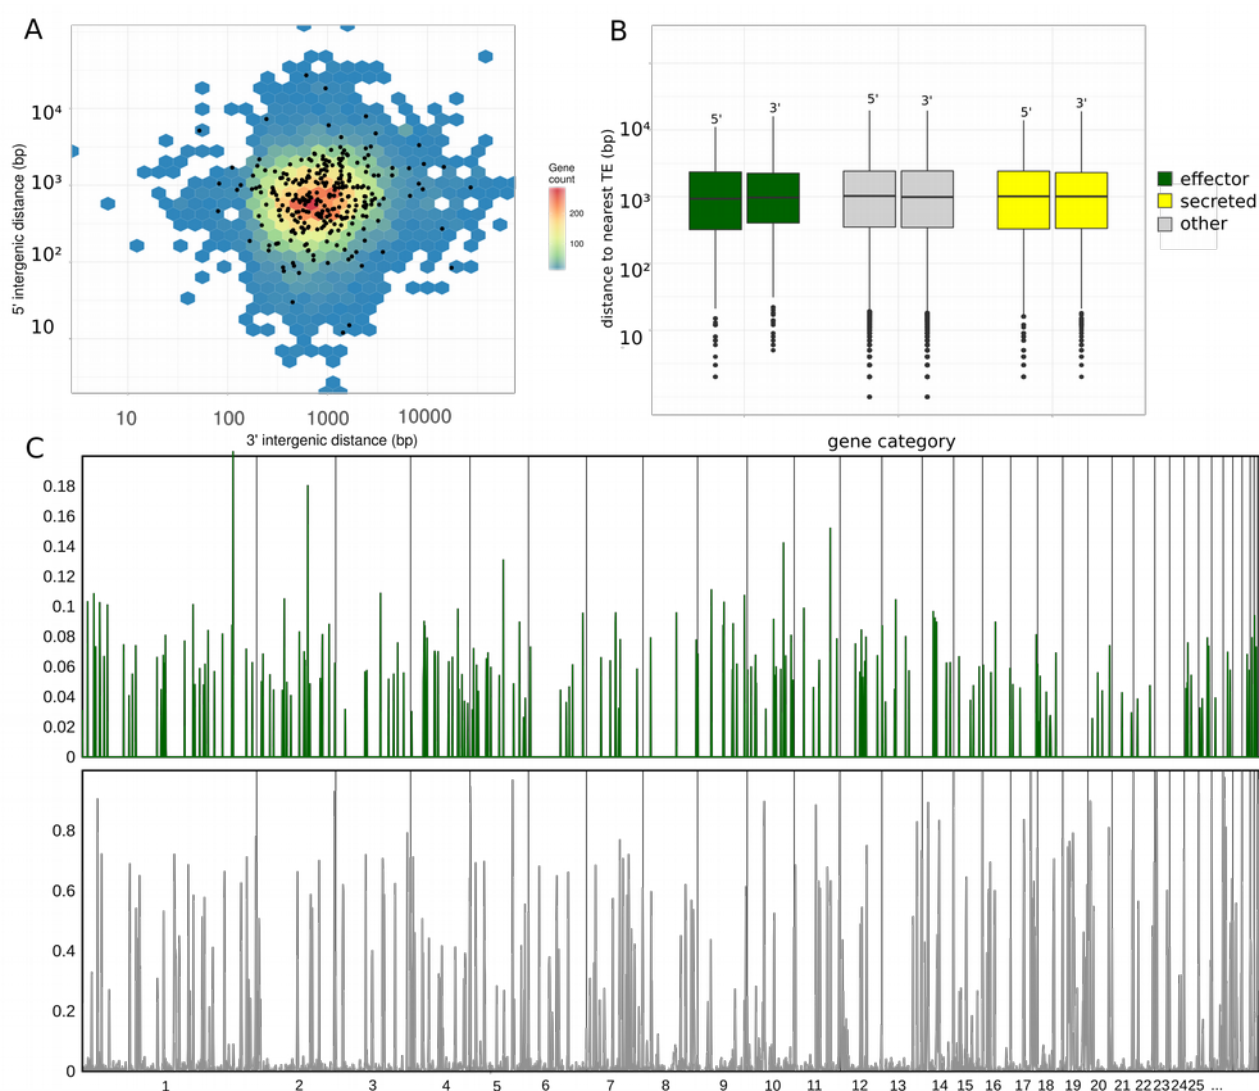 A
5' intergenic distance (bp)
10⁴
10³
10²
10
10
100
1000
10000
3' intergenic distance (bp)
Gene
count
200
100
B
distance to nearest TE (bp)
10⁴
10³
10²
10
5'
3'
5'
3'
5'
3'
gene category
effector
secreted
other
C
0.18
0.16
0.14
0.12
0.1
0.08
0.06
0.04
0.02
0
0.8
0.6
0.4
0.2
0
1 2 3 4 5 6 7 8 9 10 11 12 13 14 15 16 17 18 19 20 21 22 23 24 25 ...